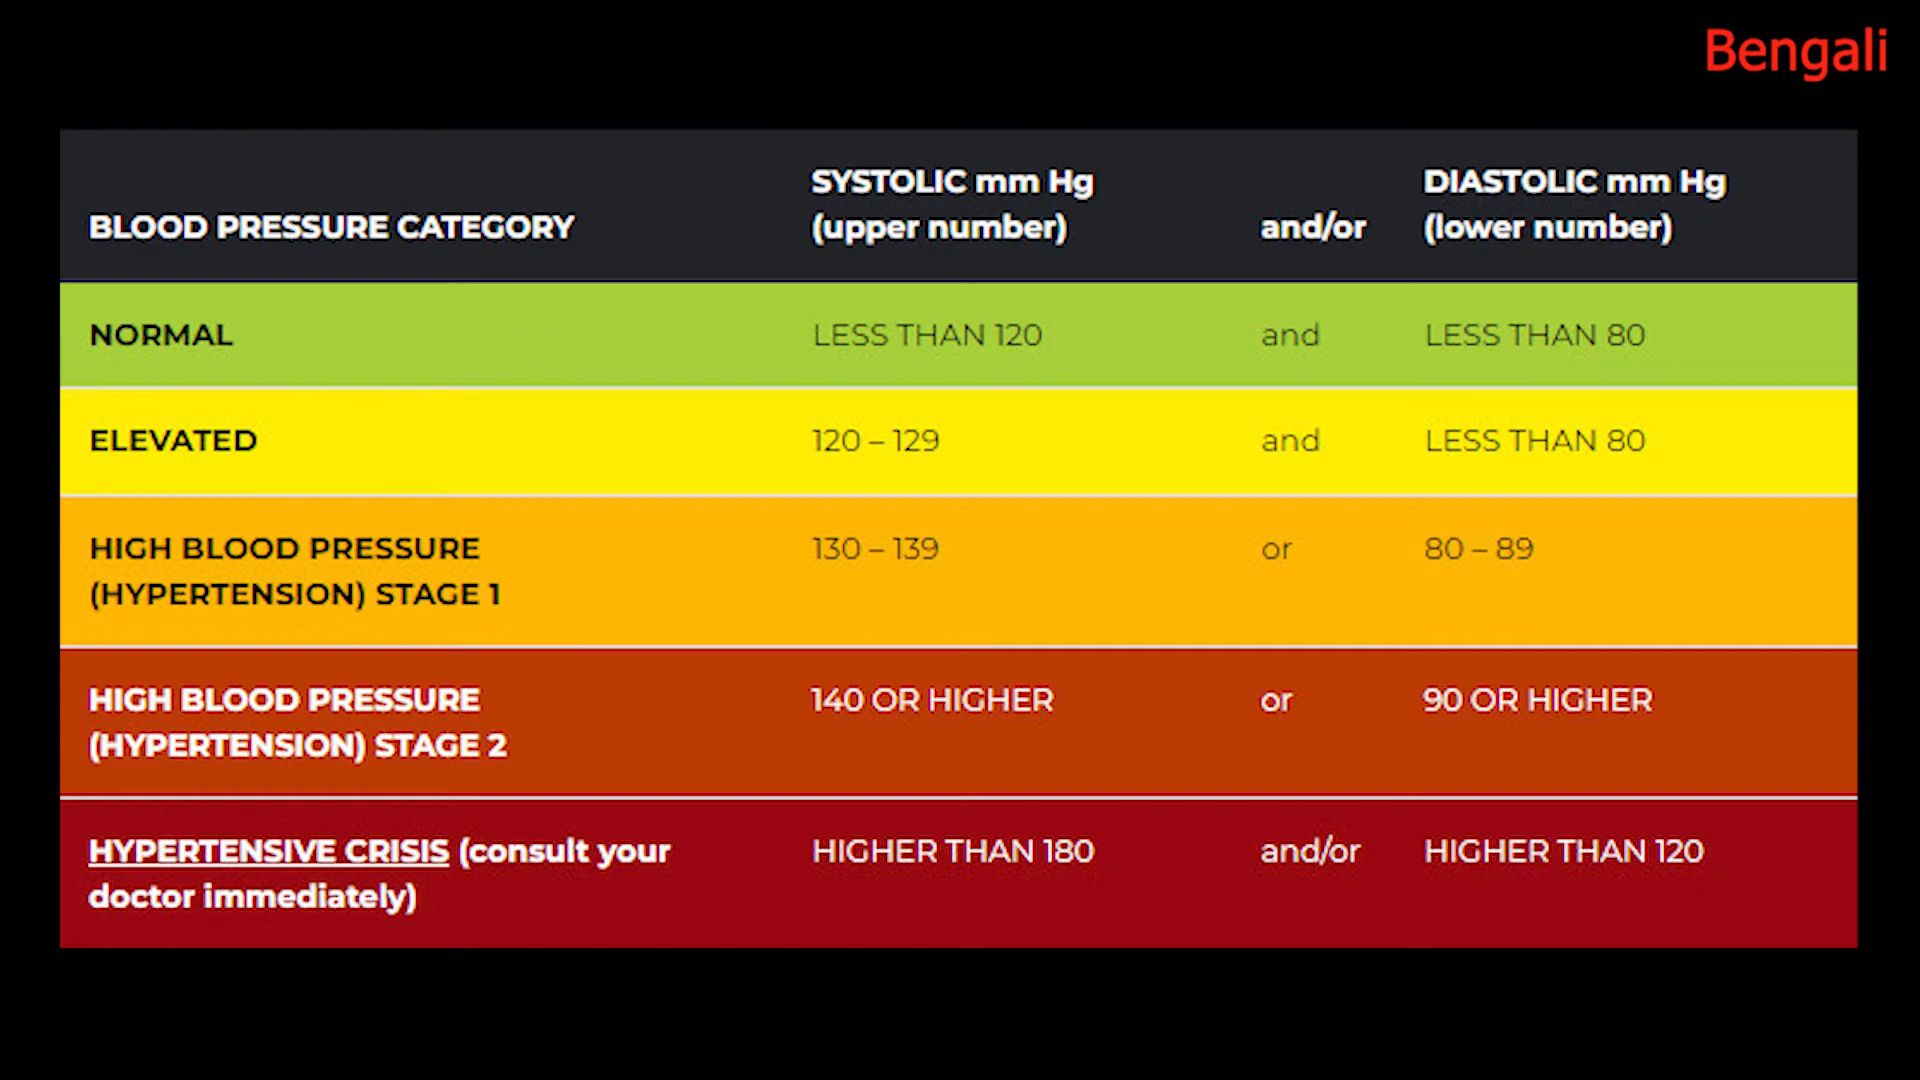 Bengali
BLOOD PRESSURE CATEGORY
SYSTOLIC mm Hg
(upper number)
and/or
DIASTOLIC mm Hg
(lower number)
NORMAL
LESS THAN 120
and
LESS THAN 80
ELEVATED
120 – 129
and
LESS THAN 80
HIGH BLOOD PRESSURE
(HYPERTENSION) STAGE 1
130 – 139
or
80 – 89
HIGH BLOOD PRESSURE
(HYPERTENSION) STAGE 2
140 OR HIGHER
or
90 OR HIGHER
HYPERTENSIVE CRISIS (consult your
doctor immediately)
HIGHER THAN 180
and/or
HIGHER THAN 120